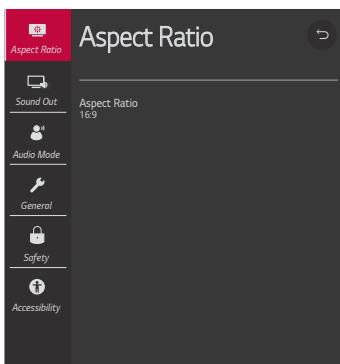 Aspect Ratio
Aspect Ratio
Sound Out
Audio Mode
General
Safety
Accessibility
Aspect Ratio
16:9